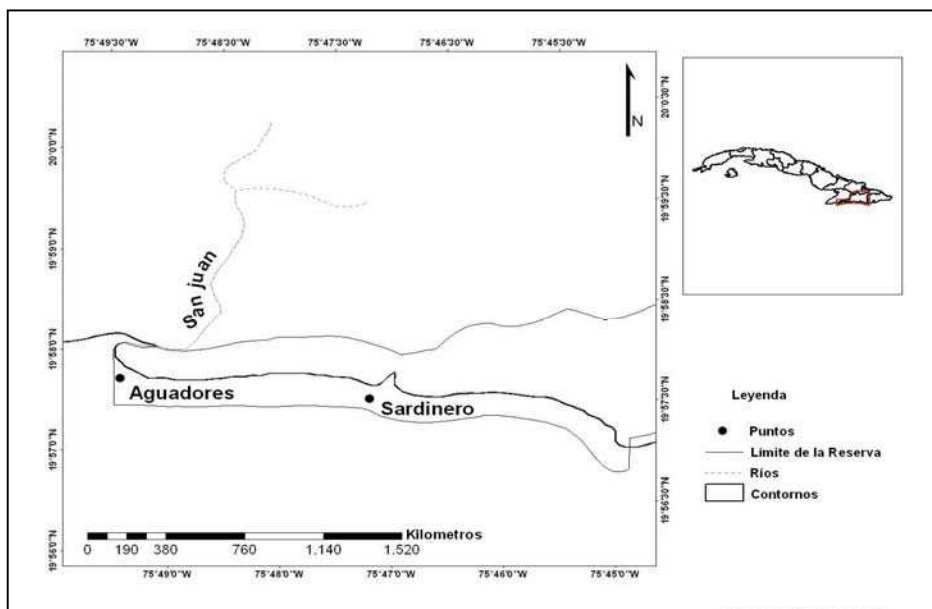 75°49'30"W 75°48'30"W 75°47'30"W 75°46'30"W 75°45'30"W
20°0'30"N
N
20°0'0"N
19°59'30"N
19°59'0"N
San juan
19°58'30"N
19°58'0"N
Aguadores
Sardinero
19°57'30"N
19°57'0"N
19°56'30"N
19°56'0"N
Kilometros
0 190 380 760 1.140 1.520
75°49'0"W 75°48'0"W 75°47'0"W 75°46'0"W 75°45'0"W
Leyenda
Puntos
Límite de la Reserva
Ríos
Contornos